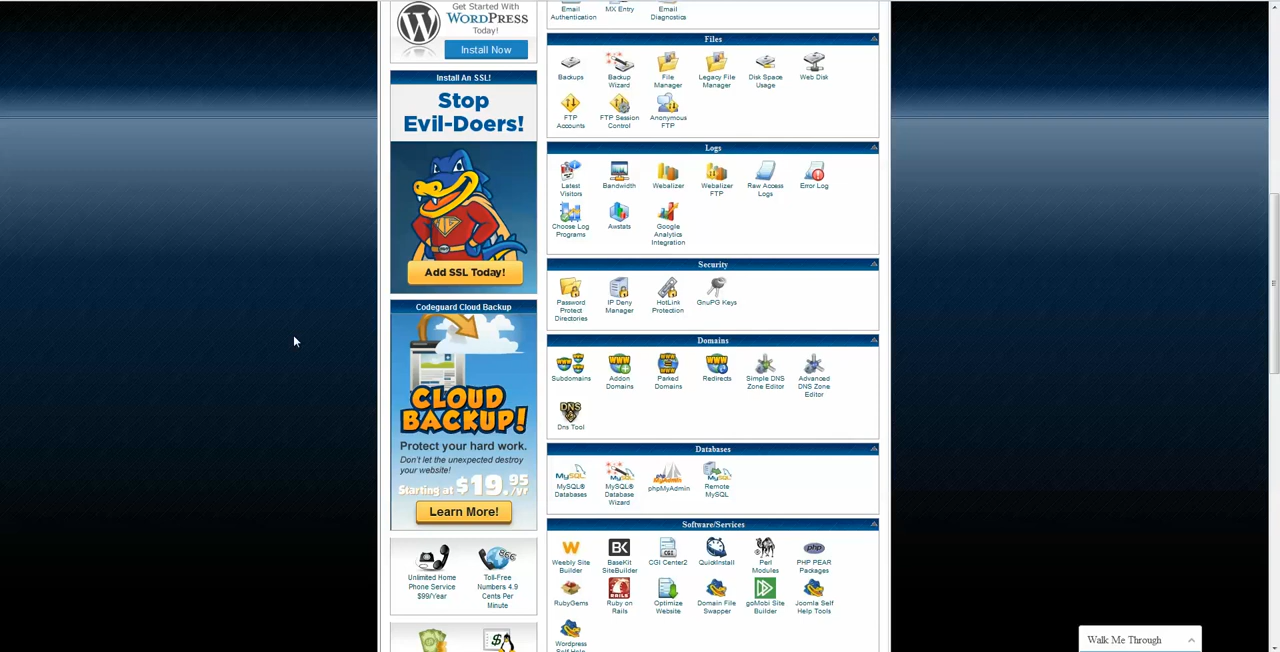 Get Started With
WORDPRESS
Today!
Install Now
Install An SSL!
Stop
Evil-Doers!
Add SSL Today!
Codeguard Cloud Backup
CLOUD
BACKUP!
Protect your hard work.
Don't let the unexpected destroy
your website!
Starting at $19.95/yr
Learn More!
Unlimited Home
Phone Service
$99/Year
Toll-Free
Numbers 4.9
Cents Per
Minute
Email
Authentication
MX Entry
Email
Diagnostics
Files
Backups
Backup
Wizard
File
Manager
Legacy File
Manager
Disk Space
Usage
Web Disk
FTP
Accounts
FTP Session
Control
Anonymous
FTP
Logs
Latest
Visitors
Bandwidth
Webalizer
Webalizer
FTP
Raw Access
Logs
Error Log
Choose Log
Programs
Awstats
Google
Analytics
Integration
Security
Password
Protect
Directories
IP Deny
Manager
HotLink
Protection
GnuPG Keys
Domains
Subdomains
Addon
Domains
Parked
Domains
Redirects
Simple DNS
Zone Editor
Advanced
DNS Zone
Editor
DNS
Dns Tool
Databases
MySQL®
Databases
MySQL®
Database
Wizard
phpMyAdmin
Remote
MySQL
Software/Services
Weebly Site
Builder
BaseKit
SiteBuilder
CGI Center2
QuickInstall
Perl
Modules
PHP PEAR
Packages
RubyGems
Ruby on
Rails
Optimize
Website
Domain File
Swapper
goMobi Site
Builder
Joomla Self
Help Tools
Wordpress
Self Help
Walk Me Through